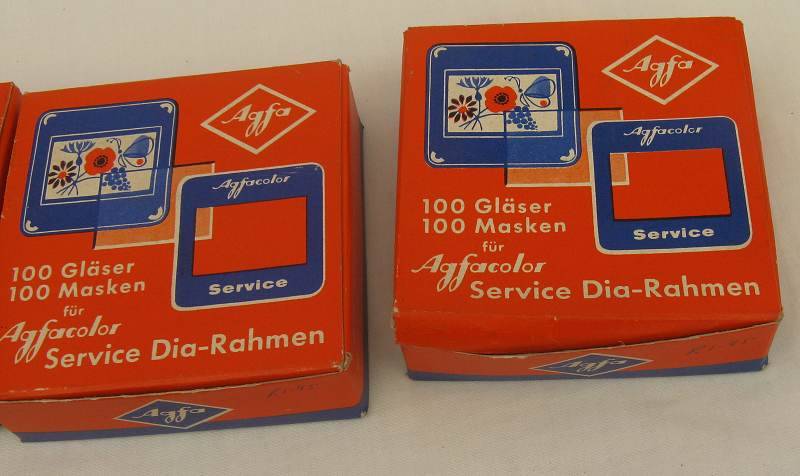 Agfa
Agfacolor
Service
100 Gläser
100 Masken
für
Agfacolor
Service Dia-Rahmen
Agfa
Agfa
Agfacolor
Service
100 Gläser
100 Masken
für
Agfacolor
Service Dia-Rahmen
Agfa